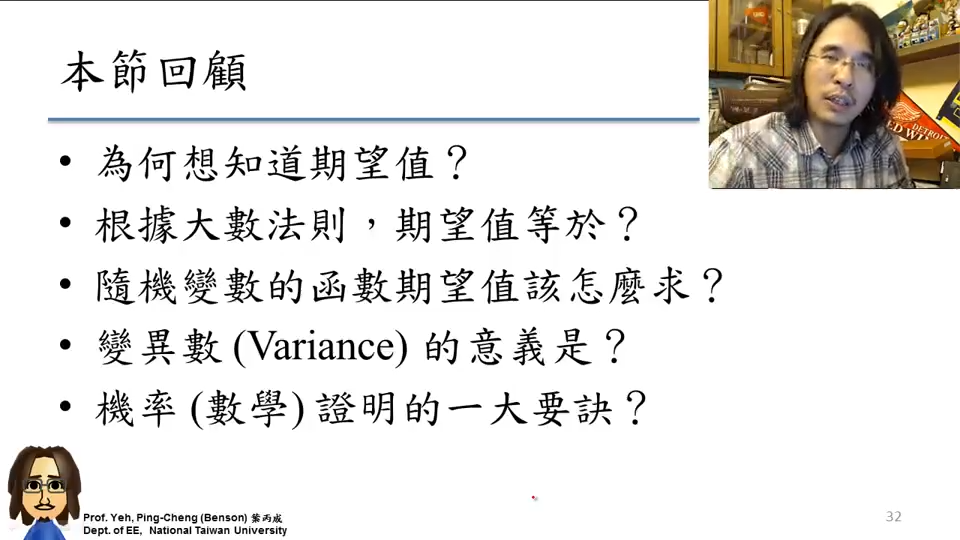 本節回顧
• 為何想知道期望值？
• 根據大數法則，期望值等於？
• 隨機變數的函數期望值該怎麼求？
• 變異數 (Variance) 的意義是？
• 機率 (數學) 證明的一大要訣？
DETROIT
ED WIN
Prof. Yeh, Ping-Cheng (Benson) 葉丙成
Dept. of EE, National Taiwan University
32